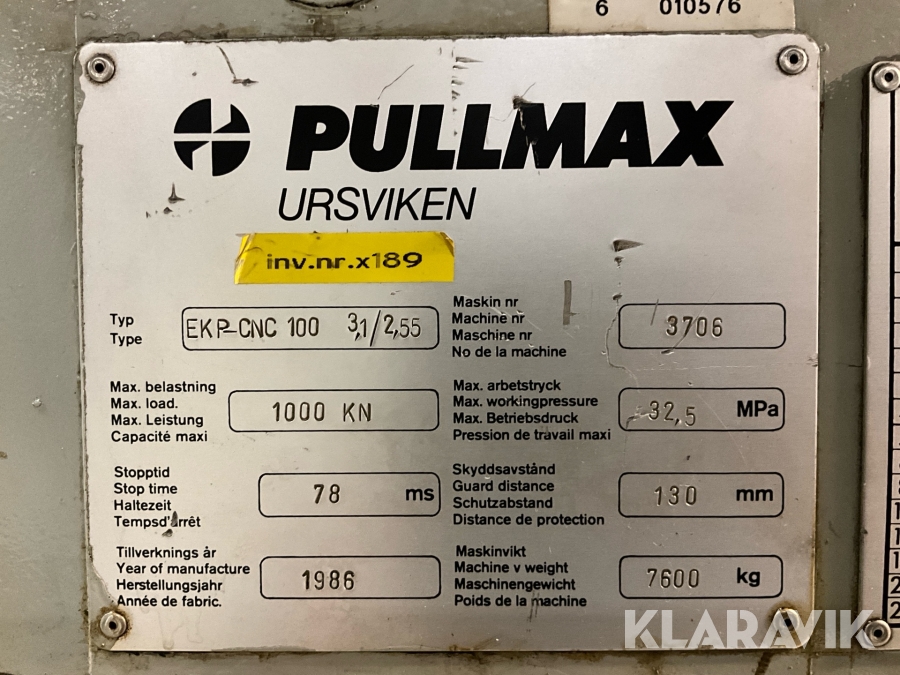 6 010576
PULLMAX
URSVIKEN
inv.nr.x189
Typ
Type
EKP-CNC 100 3,1/2,55
Maskin nr
Machine nr
Maschine nr
No de la machine
3706
Max. belastning
Max. load.
Max. Leistung
Capacité maxi
1000 KN
Max. arbetstryck
Max. workingpressure
Max. Betriebsdruck
Pression de travail maxi
32,5 MPa
Stopptid
Stop time
Haltezeit
Tempsd'arrêt
78 ms
Skyddsavstånd
Guard distance
Schutzabstand
Distance de protection
130 mm
Tillverknings år
Year of manufacture
Herstellungsjahr
Année de fabric.
1986
Maskinvikt
Machine v weight
Maschinengewicht
Poids de la machine
7600 kg
KLARAVIK